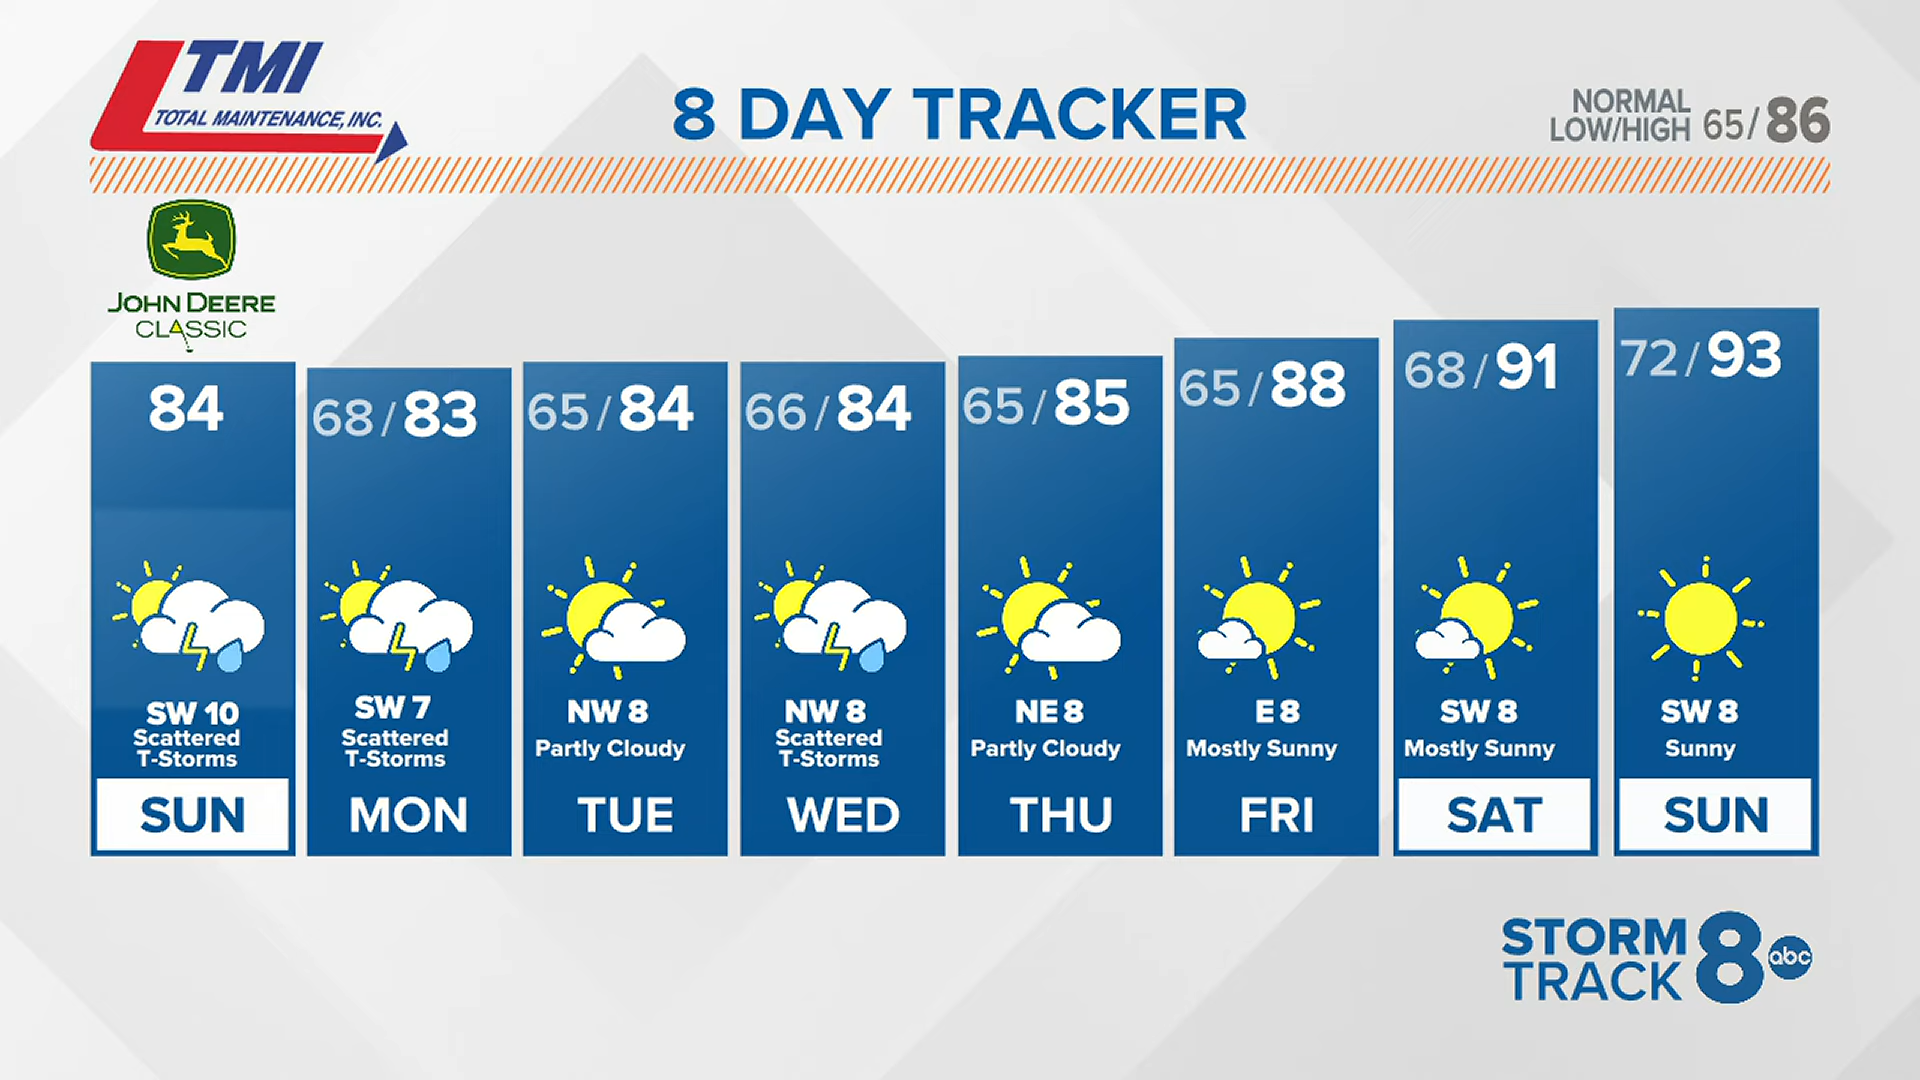 TMI
TOTAL MAINTENANCE, INC.
8 DAY TRACKER
NORMAL
LOW/HIGH 65/86
JOHN DEERE
CLASSIC
84
SW 10
Scattered
T-Storms
SUN
68/83
SW 7
Scattered
T-Storms
MON
65/84
NW 8
Partly Cloudy
TUE
66/84
NW 8
Scattered
T-Storms
WED
65/85
NE 8
Partly Cloudy
THU
65/88
E 8
Mostly Sunny
FRI
68/91
SW 8
Mostly Sunny
SAT
72/93
SW 8
Sunny
SUN
STORM
TRACK
8
abc